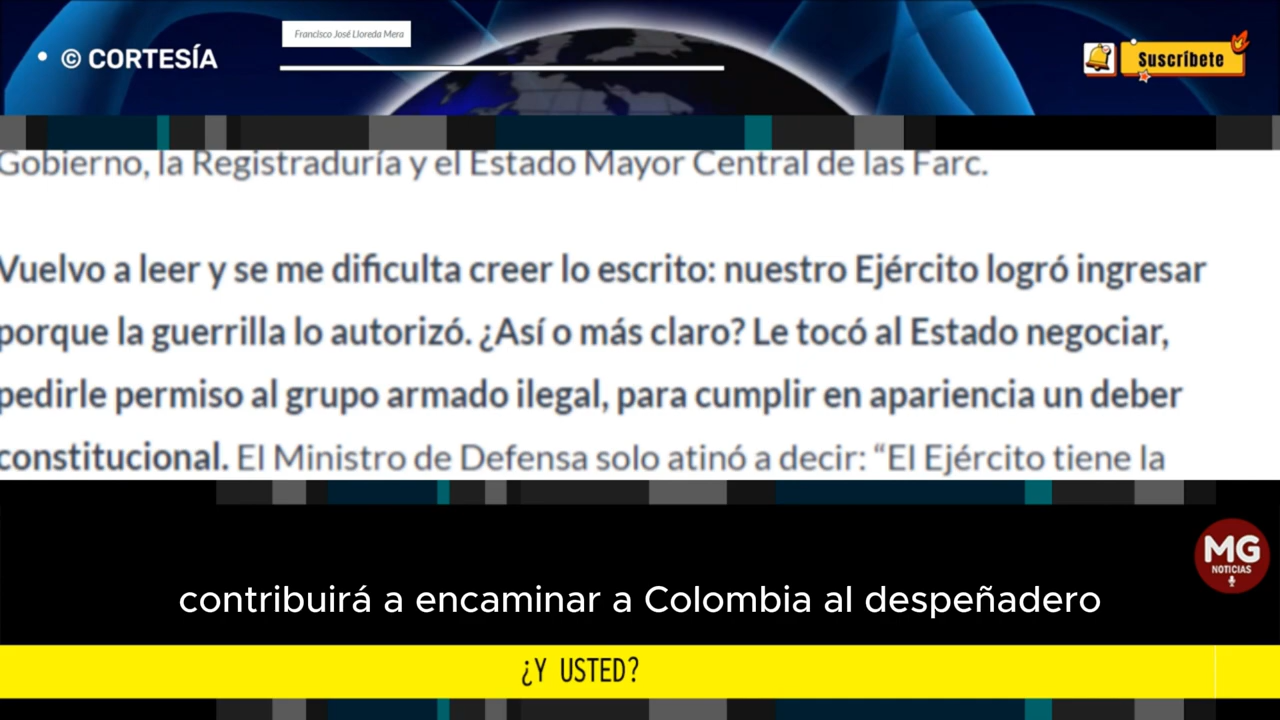 Francisco José Lloreda Mera
• © CORTESÍA
Suscríbete
Gobierno, la Registraduría y el Estado Mayor Central de las Farc.
Vuelvo a leer y se me dificulta creer lo escrito: nuestro Ejército logró ingresar
porque la guerrilla lo autorizó. ¿Así o más claro? Le tocó al Estado negociar,
pedirle permiso al grupo armado ilegal, para cumplir en apariencia un deber
constitucional. El Ministro de Defensa solo atinó a decir: “El Ejército tiene la
MG
NOTICIAS
contribuirá a encaminar a Colombia al despeñadero
¿Y USTED?